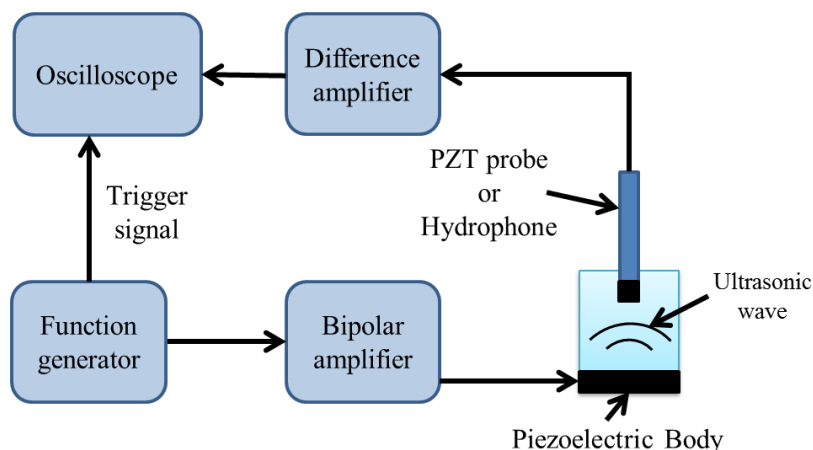 Oscilloscope
Difference
amplifier
PZT probe
or
Hydrophone
Trigger
signal
Ultrasonic
wave
Function
generator
Bipolar
amplifier
Piezoelectric Body